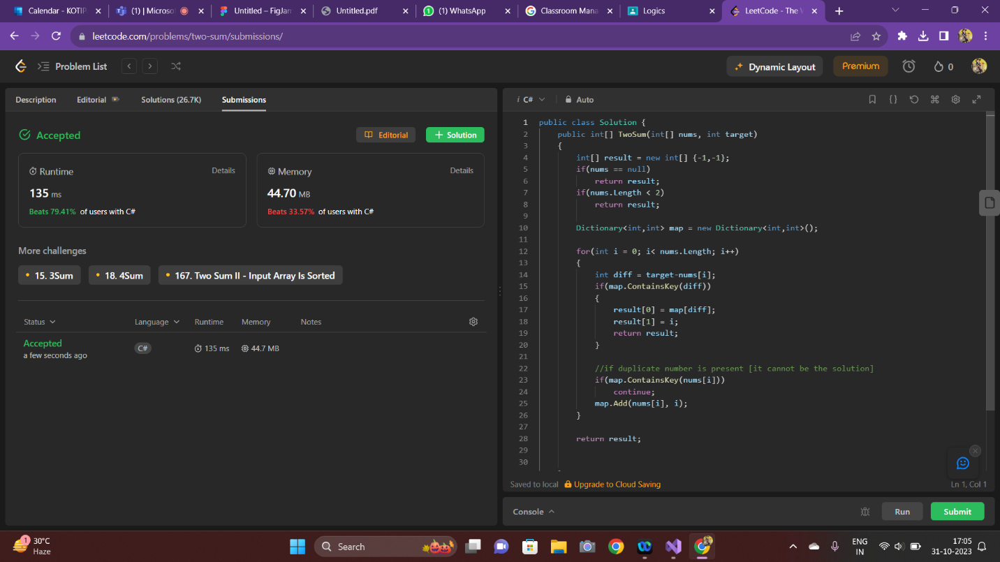 Calendar - KOTIP
(1) | Microso
Untitled – FigJam
Untitled.pdf
(1) WhatsApp
Classroom Mana
Logics
LeetCode - The W
leetcode.com/problems/two-sum/submissions/
Problem List
Dynamic Layout
Premium
0
Description
Editorial
Solutions (26.7K)
Submissions
Accepted
Editorial
+ Solution
Runtime
Details
135 ms
Beats 79.41% of users with C#
Memory
Details
44.70 MB
Beats 33.57% of users with C#
More challenges
15. 3Sum
18. 4Sum
167. Two Sum II - Input Array Is Sorted
Status
Language
Runtime
Memory
Notes
Accepted
a few seconds ago
C#
135 ms
44.7 MB
i C#
Auto
1 public class Solution {
2 public int[] TwoSum(int[] nums, int target)
3 {
4 int[] result = new int[] {-1,-1};
5 if(nums == null)
6 return result;
7 if(nums.Length < 2)
8 return result;
9
10 Dictionary<int,int> map = new Dictionary<int,int>();
11
12 for(int i = 0; i< nums.Length; i++)
13 {
14 int diff = target-nums[i];
15 if(map.ContainsKey(diff))
16 {
17 result[0] = map[diff];
18 result[1] = i;
19 return result;
20 }
21
22 //if duplicate number is present [it cannot be the solution]
23 if(map.ContainsKey(nums[i]))
24 continue;
25 map.Add(nums[i], i);
26 }
27
28 return result;
29
30
Saved to local
Upgrade to Cloud Saving
Ln 1, Col 1
Console
Run
Submit
1
30°C
Haze
Search
ENG
IN
17:05
31-10-2023